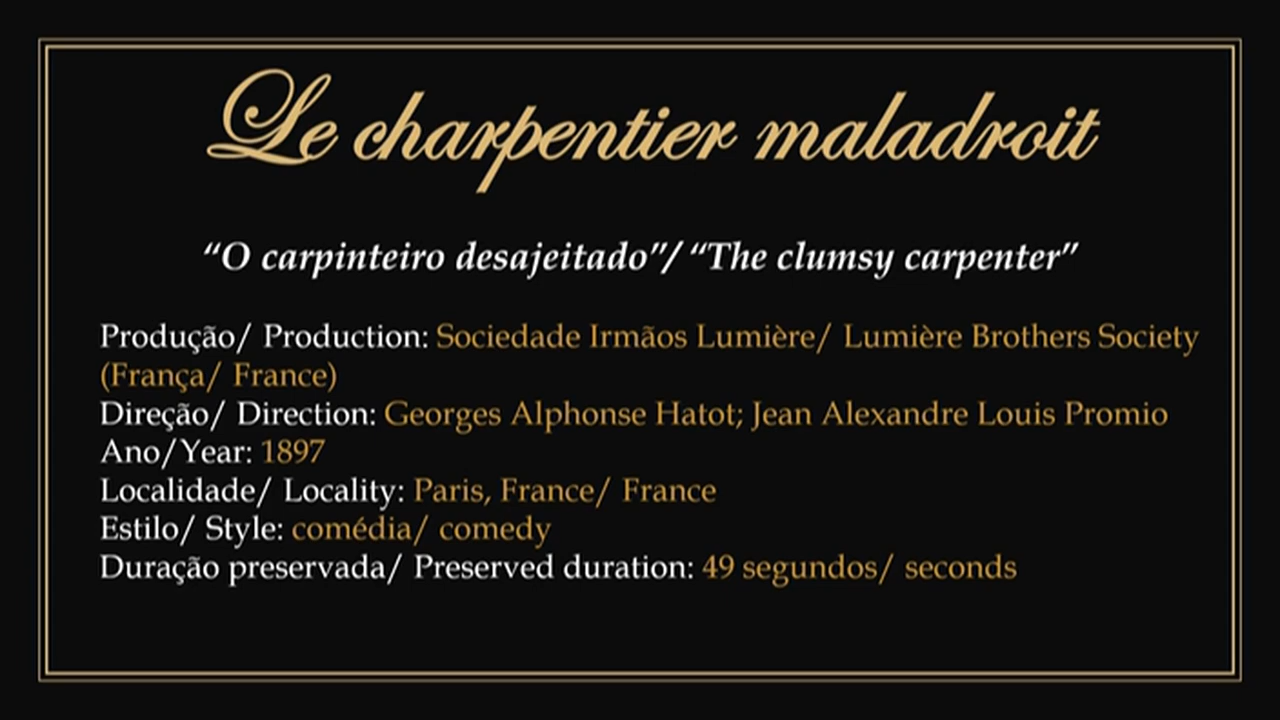 Le charpentier maladroit
“O carpinteiro desajeitado”/ “The clumsy carpenter”
Produção/ Production: Sociedade Irmãos Lumière/ Lumière Brothers Society
(França/ France)
Direção/ Direction: Georges Alphonse Hatot; Jean Alexandre Louis Promio
Ano/Year: 1897
Localidade/ Locality: Paris, France/ France
Estilo/ Style: comédia/ comedy
Duração preservada/ Preserved duration: 49 segundos/ seconds